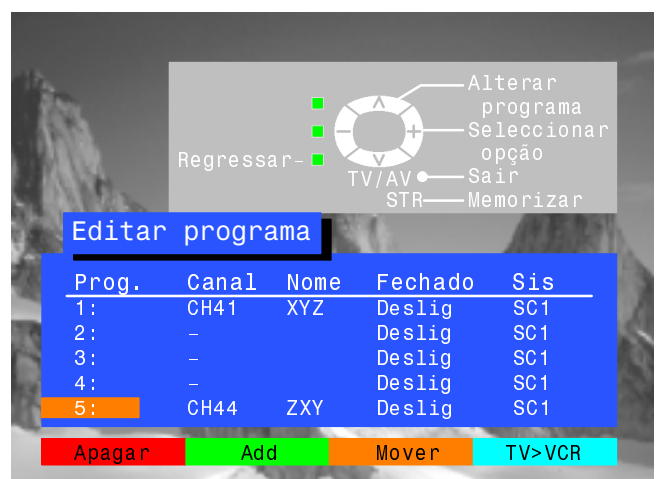 Alterar
programa
Seleccionar
opção
Regressar
TV/AV Sair
STR Memorizar
Editar programa
Prog. Canal Nome Fechado Sis
1: CH41 XYZ Deslig SC1
2: – Deslig SC1
3: – Deslig SC1
4: – Deslig SC1
5: CH44 ZXY Deslig SC1
Apagar Add Mover TV>VCR